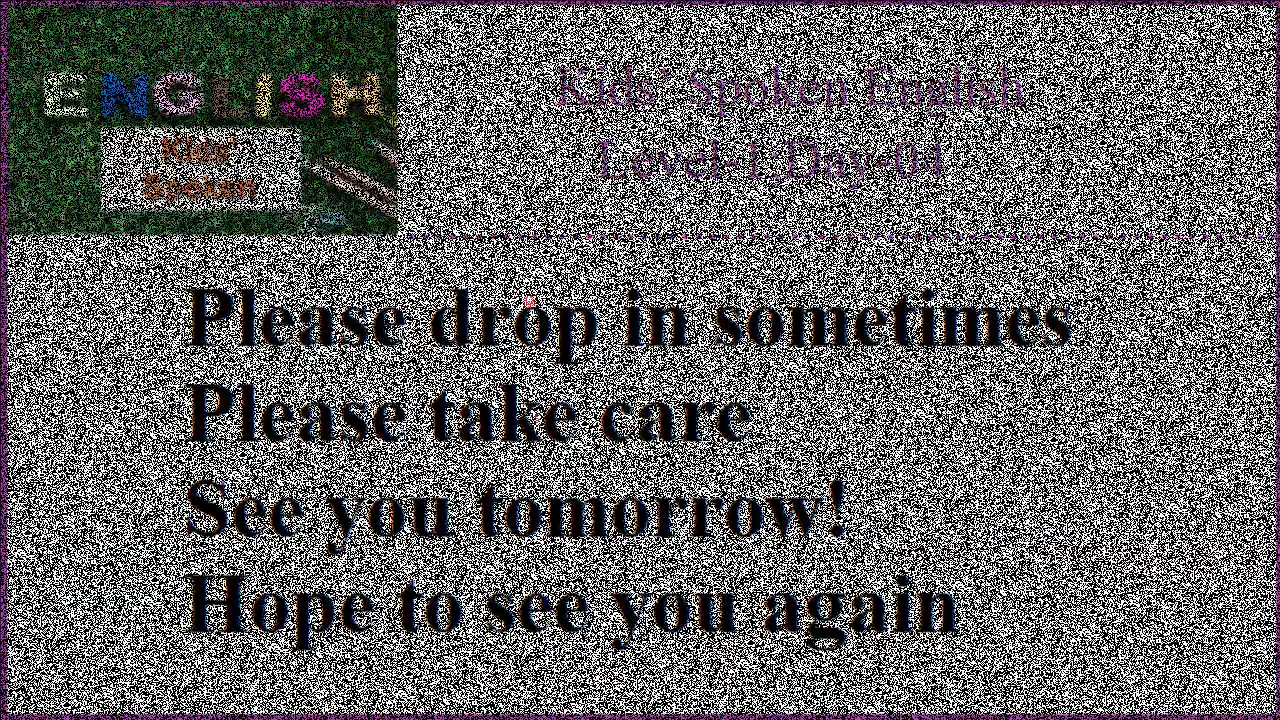 ENGLISH
Kids'
Spoken
Kids' Spoken English
Level-1:Day-04
Please drop in sometimes
Please take care
See you tomorrow!
Hope to see you again